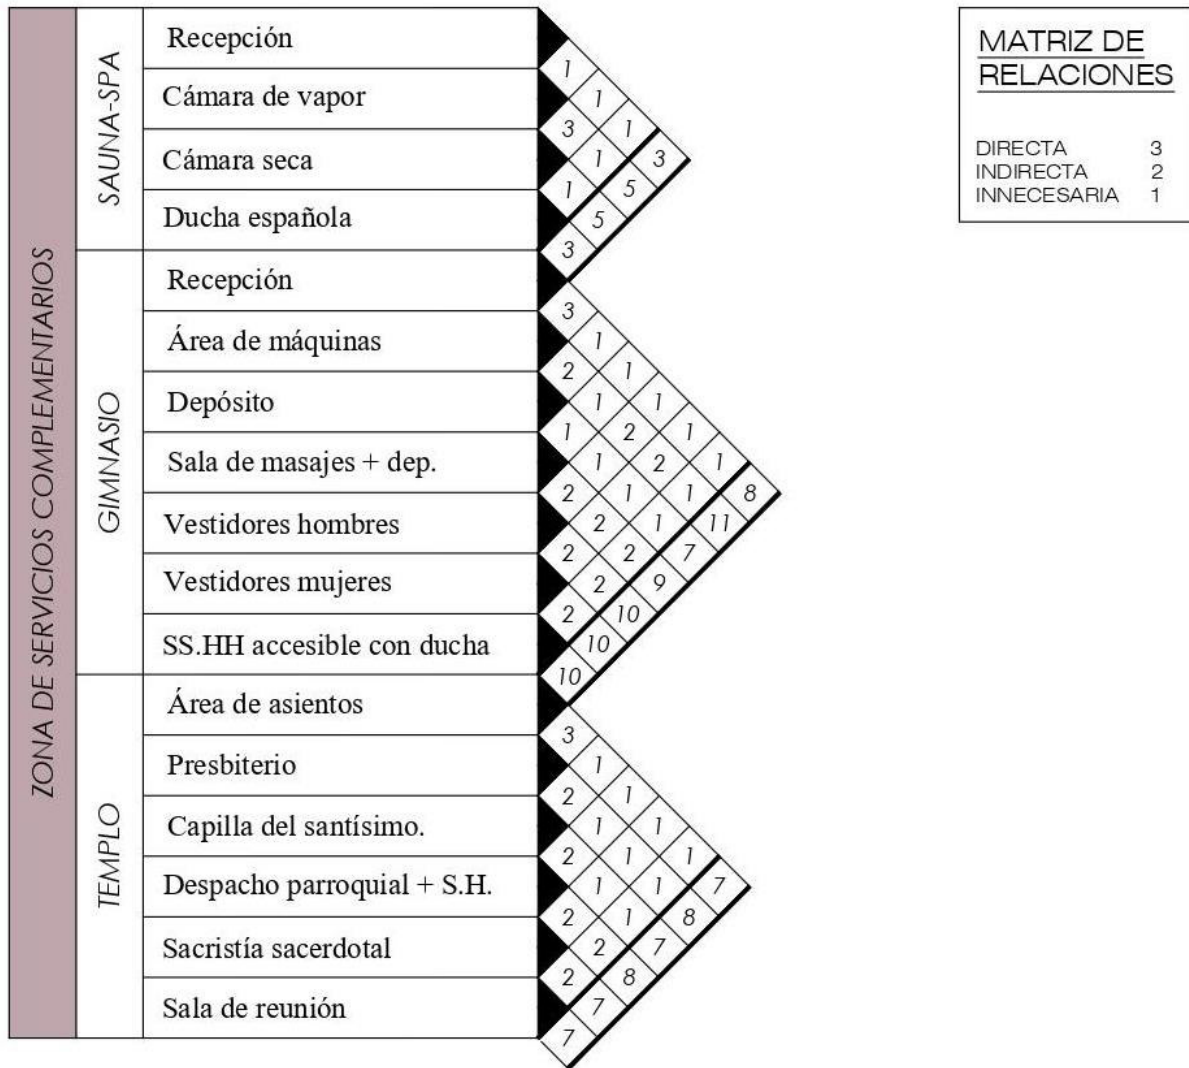 ZONA DE SERVICIOS COMPLEMENTARIOS
SAUNA-SPA
Recepción
Cámara de vapor
Cámara seca
Ducha española
1
1
3 1
1 3
1 5
5
3
GIMNASIO
Recepción
Área de máquinas
Depósito
Sala de masajes + dep.
Vestidores hombres
Vestidores mujeres
SS.HH accesible con ducha
3
1
2 1
1 1
1 2 1
1 2 1
2 1 1 8
2 1 11
2 2 7
2 9
2 10
10
10
TEMPLO
Área de asientos
Presbiterio
Capilla del santísimo.
Despacho parroquial + S.H.
Sacristía sacerdotal
Sala de reunión
3
1
2 1
1 1
2 1 1
1 1 7
2 1 8
2 7
2 8
7
7
MATRIZ DE
RELACIONES
DIRECTA 3
INDIRECTA 2
INNECESARIA 1